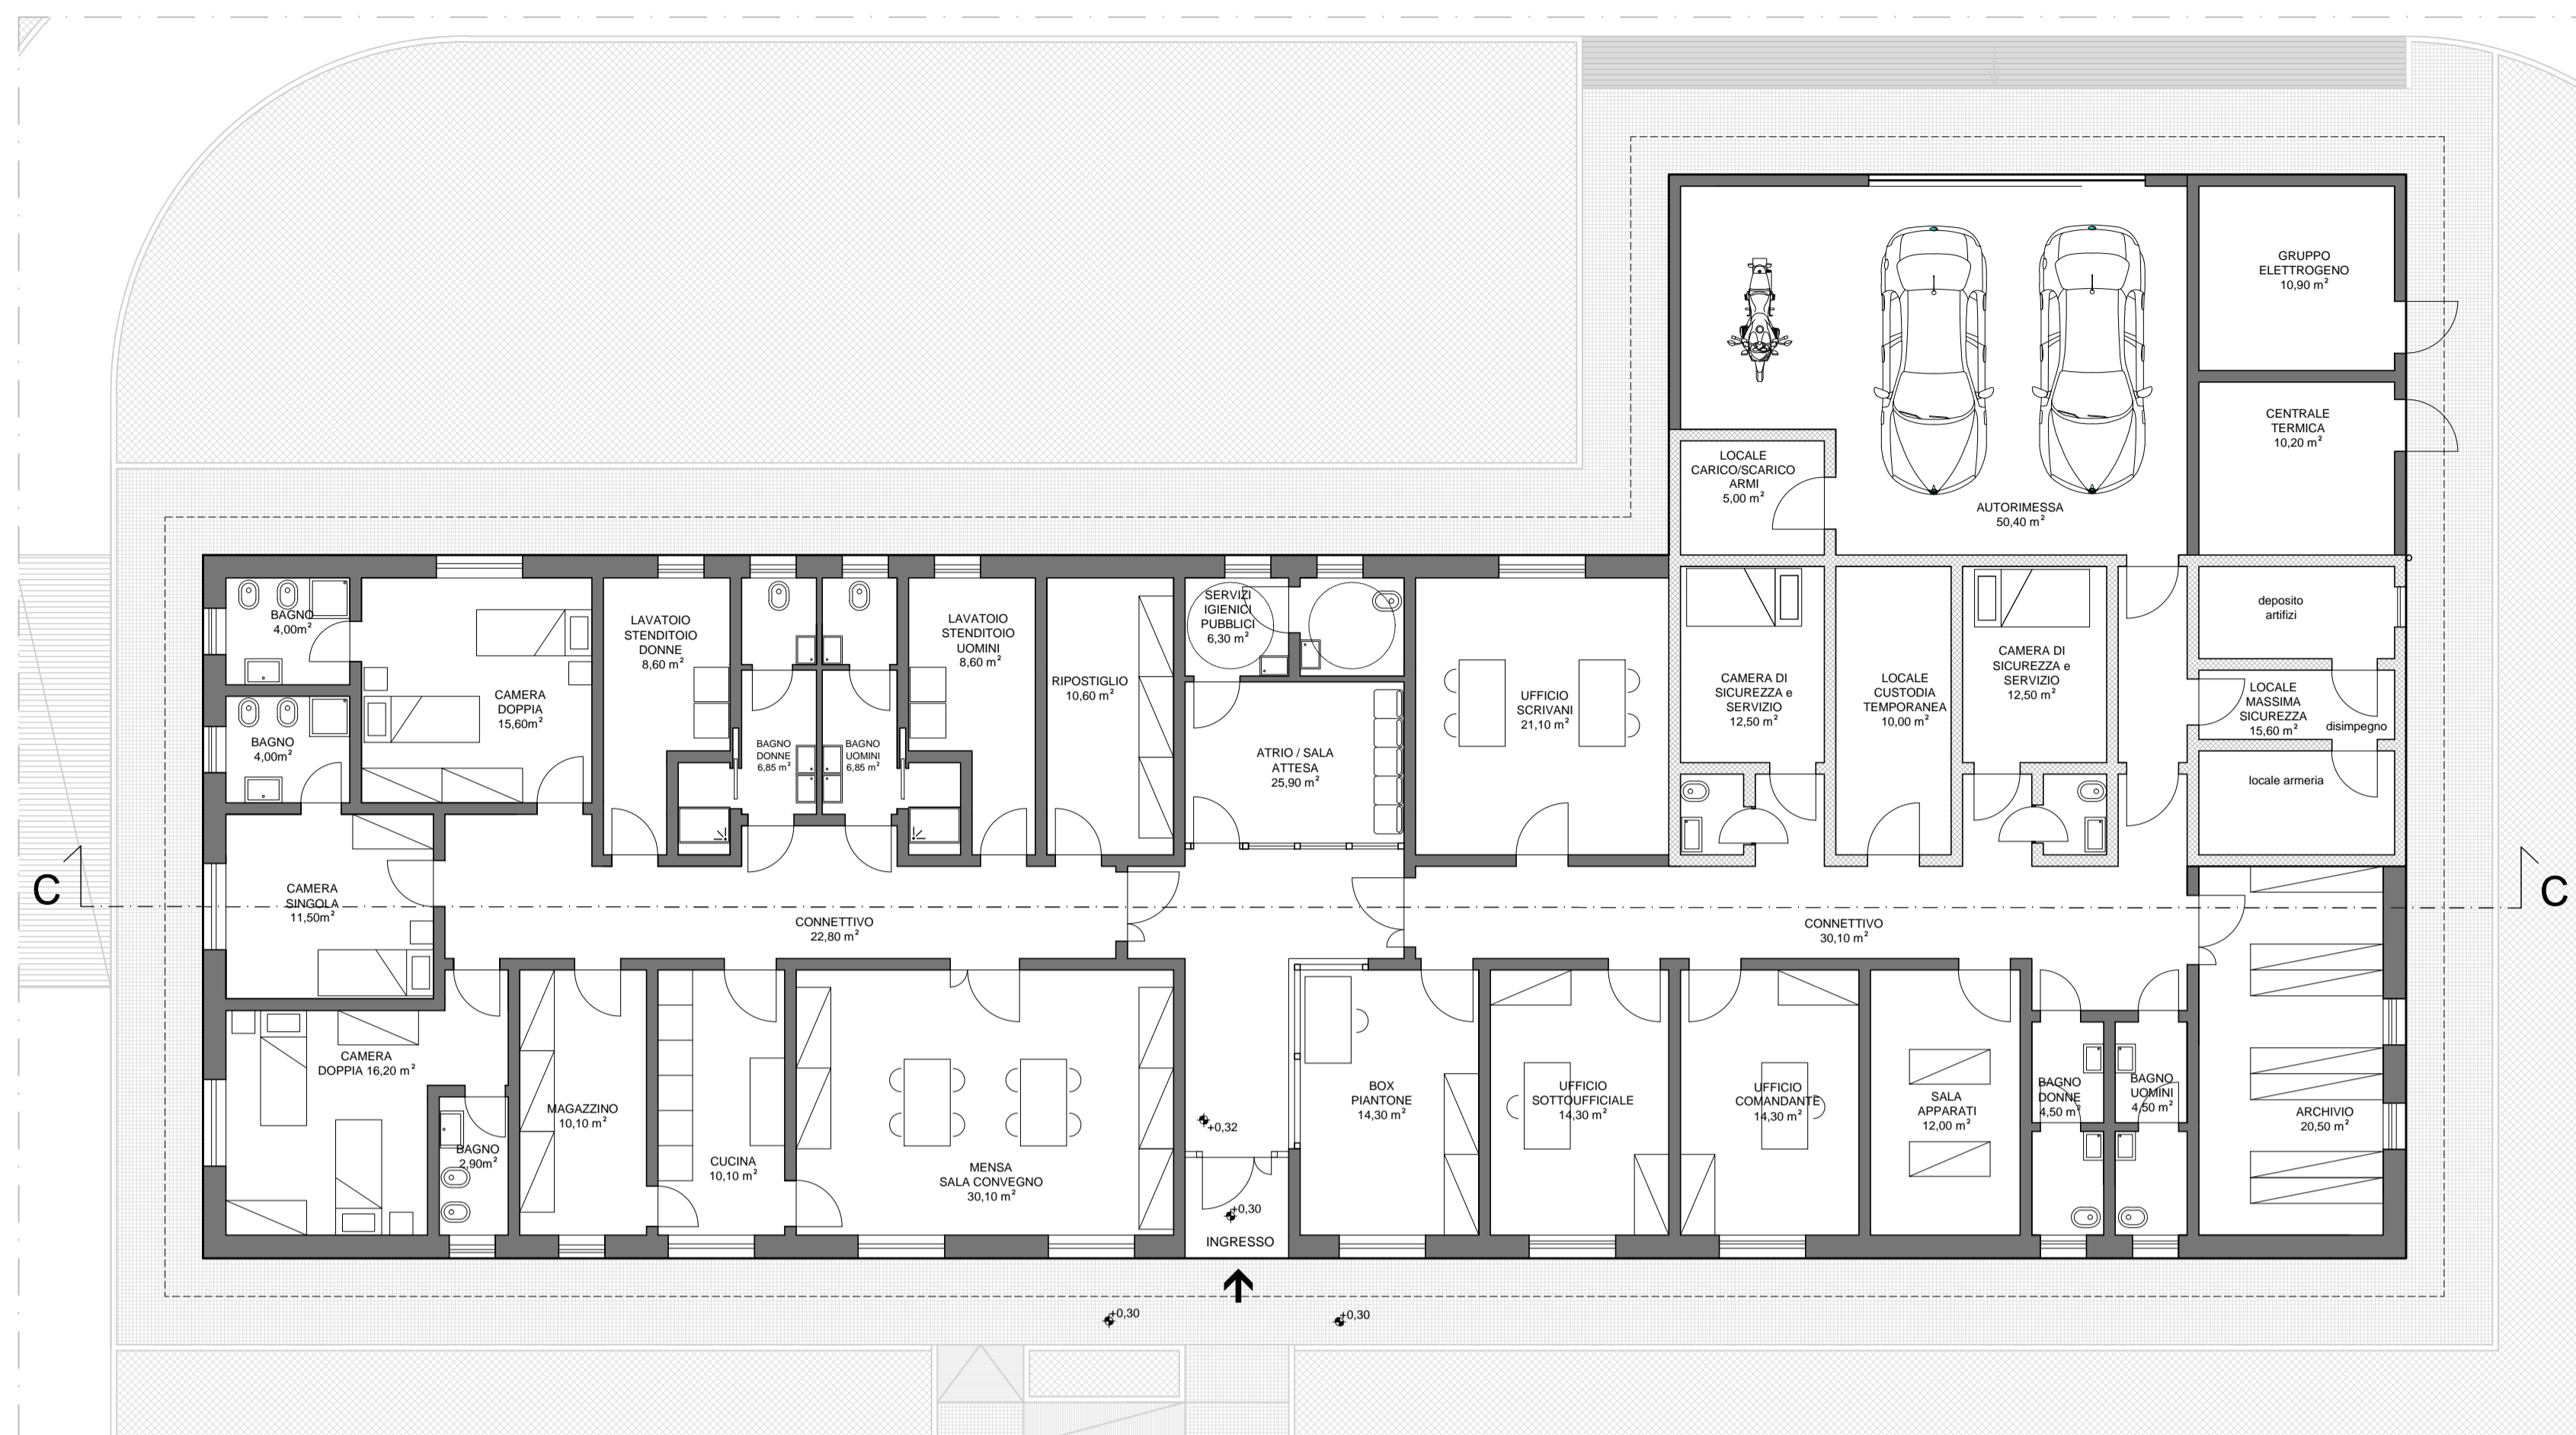 GRUPPO
ELETTROGENO
10,90 m²
CENTRALE
TERMICA
10,20 m²
LOCALE
CARICO/SCARICO
ARMI
5,00 m²
AUTORIMESSA
50,40 m²
BAGNO
4,00m²
BAGNO
4,00m²
CAMERA
DOPPIA
15,60m²
LAVATOIO
STENDITOIO
DONNE
8,60 m²
BAGNO
DONNE
6,85 m²
BAGNO
UOMINI
6,85 m²
LAVATOIO
STENDITOIO
UOMINI
8,60 m²
RIPOSTIGLIO
10,60 m²
SERVIZI
IGIENICI
PUBBLICI
6,30 m²
ATRIO / SALA
ATTESA
25,90 m²
UFFICIO
SCRIVANI
21,10 m²
CAMERA DI
SICUREZZA e
SERVIZIO
12,50 m²
LOCALE
CUSTODIA
TEMPORANEA
10,00 m²
CAMERA DI
SICUREZZA e
SERVIZIO
12,50 m²
deposito
artifizi
LOCALE
MASSIMA
SICUREZZA
15,60 m²
disimpegno
locale armeria
C
CAMERA
SINGOLA
11,50m²
CONNETTIVO
22,80 m²
CONNETTIVO
30,10 m²
C
CAMERA
DOPPIA 16,20 m²
BAGNO
2,90m²
MAGAZZINO
10,10 m²
CUCINA
10,10 m²
MENSA
SALA CONVEGNO
30,10 m²
+0,32
+0,30
INGRESSO
BOX
PIANTONE
14,30 m²
UFFICIO
SOTTOUFFICIALE
14,30 m²
UFFICIO
COMANDANTE
14,30 m²
SALA
APPARATI
12,00 m²
BAGNO
DONNE
4,50 m²
BAGNO
UOMINI
4,50 m²
ARCHIVIO
20,50 m²
+0,30
+0,30